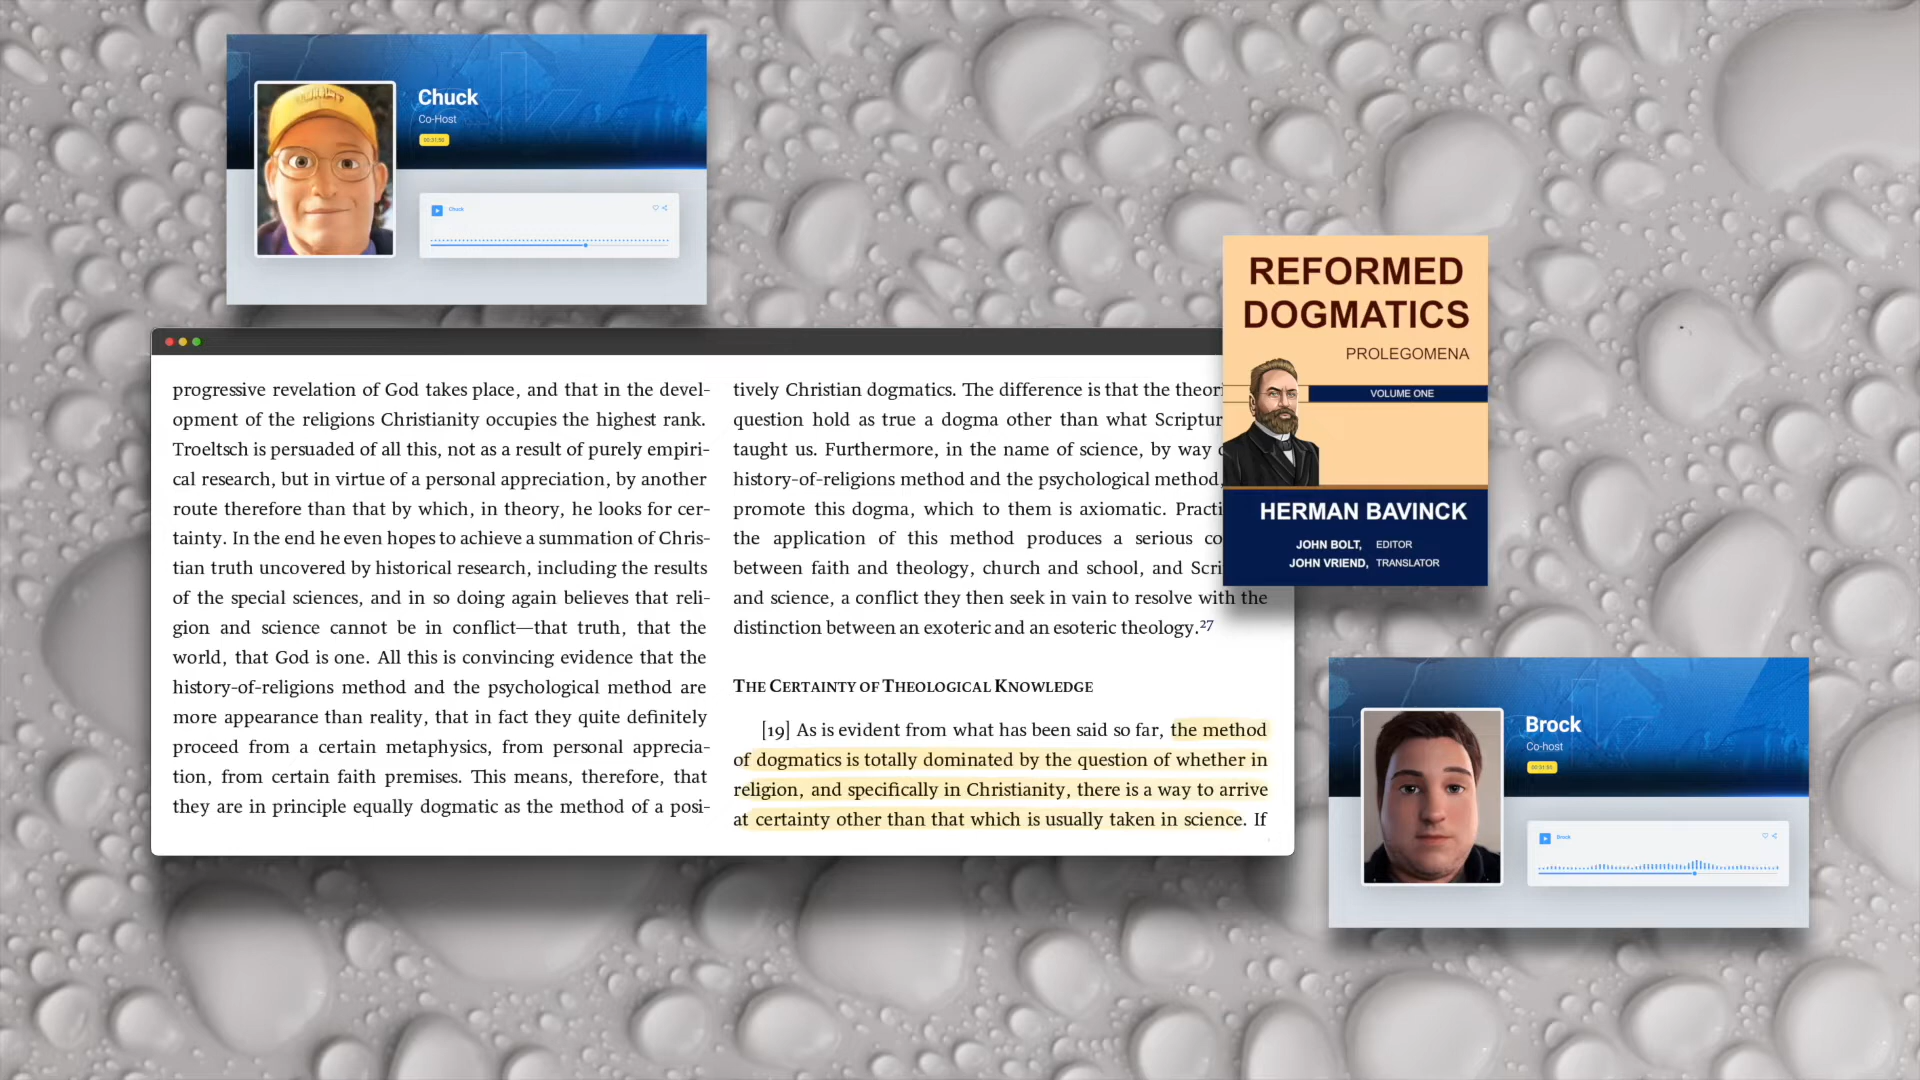 Chuck
Co-Host
Chuck
progressive revelation of God takes place, and that in the devel-
opment of the religions Christianity occupies the highest rank.
Troeltsch is persuaded of all this, not as a result of purely empiri-
cal research, but in virtue of a personal appreciation, by another
route therefore than that by which, in theory, he looks for cer-
tainty. In the end he even hopes to achieve a summation of Chris-
tian truth uncovered by historical research, including the results
of the special sciences, and in so doing again believes that reli-
gion and science cannot be in conflict—that truth, that the
world, that God is one. All this is convincing evidence that the
history-of-religions method and the psychological method are
more appearance than reality, that in fact they quite definitely
proceed from a certain metaphysics, from personal apprecia-
tion, from certain faith premises. This means, therefore, that
they are in principle equally dogmatic as the method of a posi-
tively Christian dogmatics. The difference is that the
question hold as true a dogma other than what
taught us. Furthermore, in the name of science, by way
history-of-religions method and the psychological method,
promote this dogma, which to them is axiomatic.
the application of this method produces a serious
between faith and theology, church and school, and
and science, a conflict they then seek in vain to resolve with the
distinction between an exoteric and an esoteric theology.27
THE CERTAINTY OF THEOLOGICAL KNOWLEDGE
[19] As is evident from what has been said so far, the method
of dogmatics is totally dominated by the question of whether in
religion, and specifically in Christianity, there is a way to arrive
at certainty other than that which is usually taken in science. If
REFORMED
DOGMATICS
PROLEGOMENA
VOLUME ONE
HERMAN BAVINCK
JOHN BOLT, EDITOR
JOHN VRIEND, TRANSLATOR
Brock
Co-host
Brock